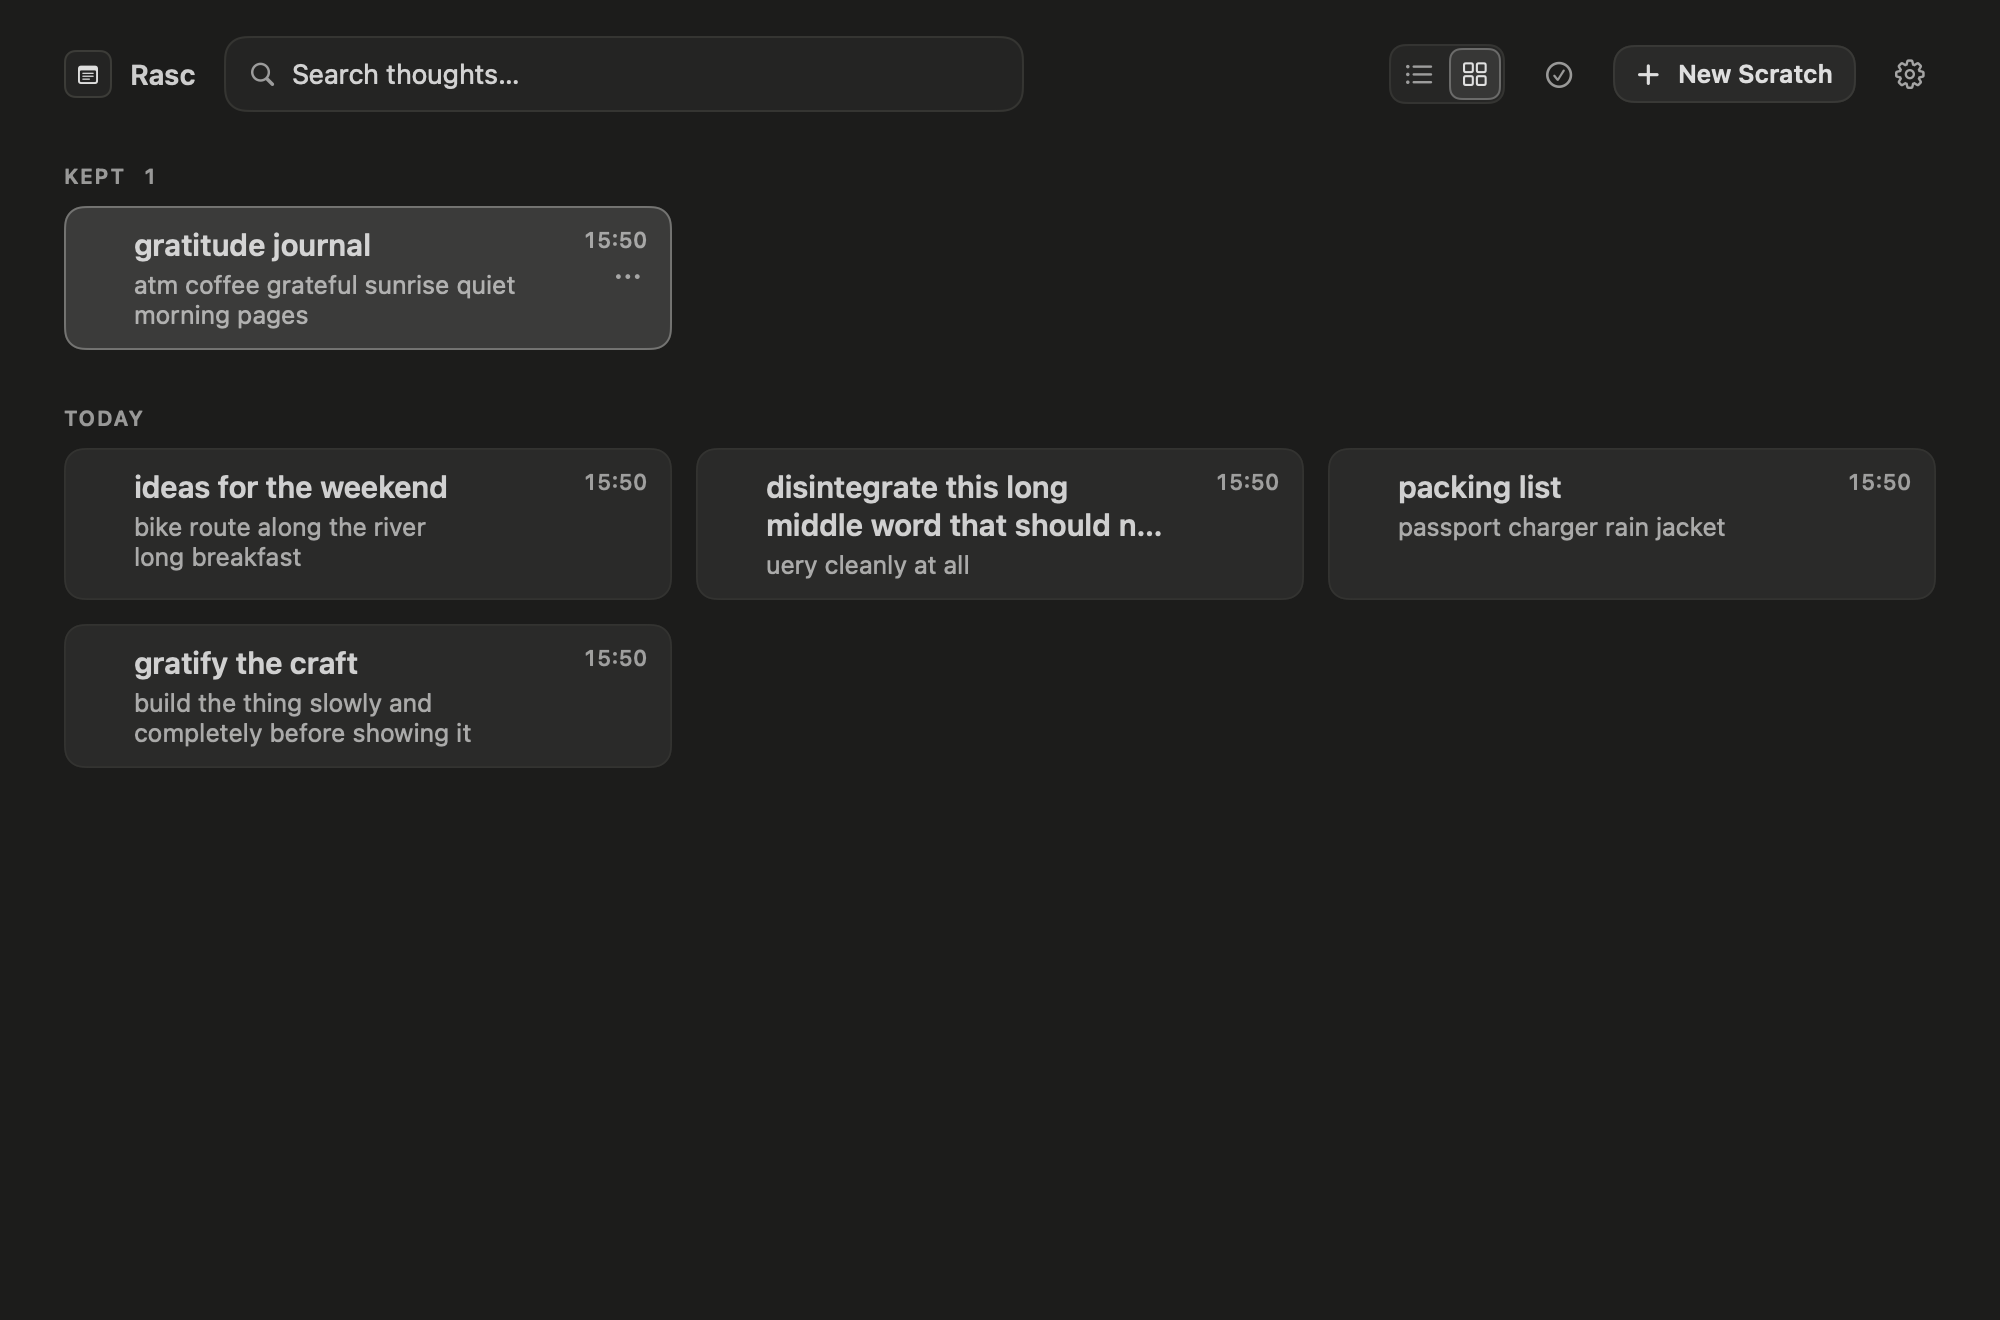 Rasc
Search thoughts...
New Scratch
KEPT 1
gratitude journal
15:50
atm coffee grateful sunrise quiet
morning pages
TODAY
ideas for the weekend
15:50
bike route along the river
long breakfast
disintegrate this long
15:50
middle word that should n...
uery cleanly at all
packing list
15:50
passport charger rain jacket
gratify the craft
15:50
build the thing slowly and
completely before showing it